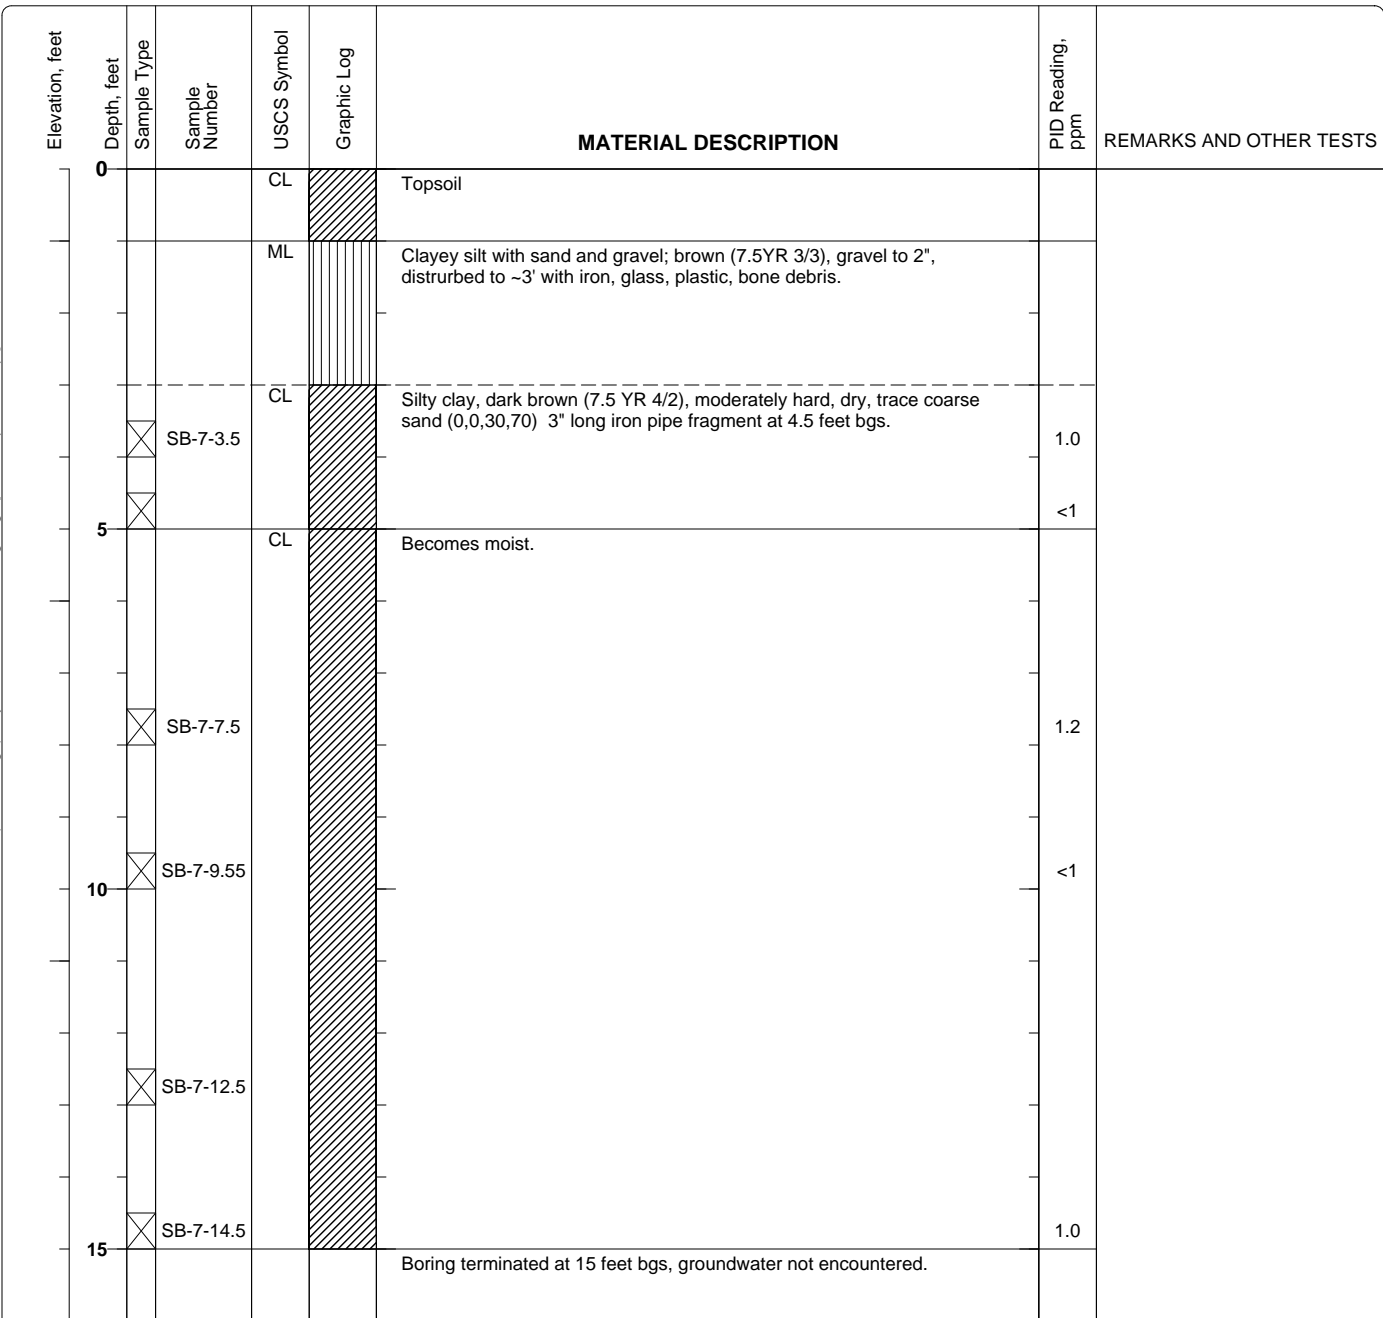 Elevation, feet
Depth, feet
Sample Type
Sample
Number
USCS Symbol
Graphic Log
MATERIAL DESCRIPTION
PID Reading,
ppm
REMARKS AND OTHER TESTS
0
CL
Topsoil
ML
Clayey silt with sand and gravel; brown (7.5YR 3/3), gravel to 2",
distrurbed to ~3' with iron, glass, plastic, bone debris.
CL
Silty clay, dark brown (7.5 YR 4/2), moderately hard, dry, trace coarse
sand (0,0,30,70) 3" long iron pipe fragment at 4.5 feet bgs.
SB-7-3.5
1.0
<1
5
CL
Becomes moist.
SB-7-7.5
1.2
SB-7-9.55
<1
10
SB-7-12.5
SB-7-14.5
1.0
15
Boring terminated at 15 feet bgs, groundwater not encountered.